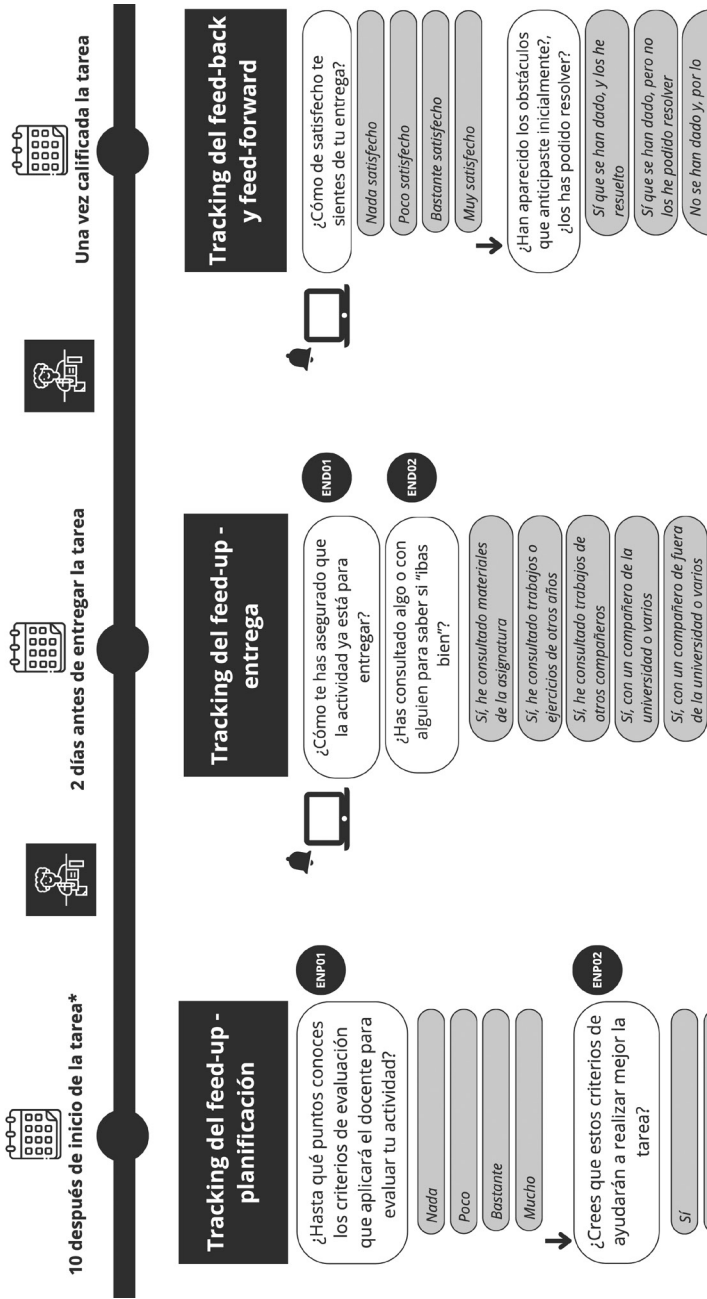 10 después de inicio de la tarea*
2 días antes de entregar la tarea
Una vez calificada la tarea
Tracking del feed-up -
planificación
ENP01
¿Hasta qué puntos conoces
los criterios de evaluación
que aplicará el docente para
evaluar tu actividad?
Nada
Poco
Bastante
Mucho
ENP02
¿Crees que estos criterios de
ayudarán a realizar mejor la
tarea?
Sí
Tracking del feed-up -
entrega
END01
¿Cómo te has asegurado que
la actividad ya está para
entregar?
END02
¿Has consultado algo o con
alguien para saber si "ibas
bien"?
Sí, he consultado materiales
de la asignatura
Sí, he consultado trabajos o
ejercicios de otros años
Sí, he consultado trabajos de
otros compañeros
Sí, con un compañero de la
universidad o varios
Sí, con un compañero de fuera
de la universidad o varios
Tracking del feed-back
y feed-forward
¿Cómo de satisfecho te
sientes de tu entrega?
Nada satisfecho
Poco satisfecho
Bastante satisfecho
Muy satisfecho
¿Han aparecido los obstáculos
que anticipaste inicialmente?,
¿los has podido resolver?
Sí que se han dado, y los he
resuelto
Sí que se han dado, pero no
los he podido resolver
No se han dado y, por lo